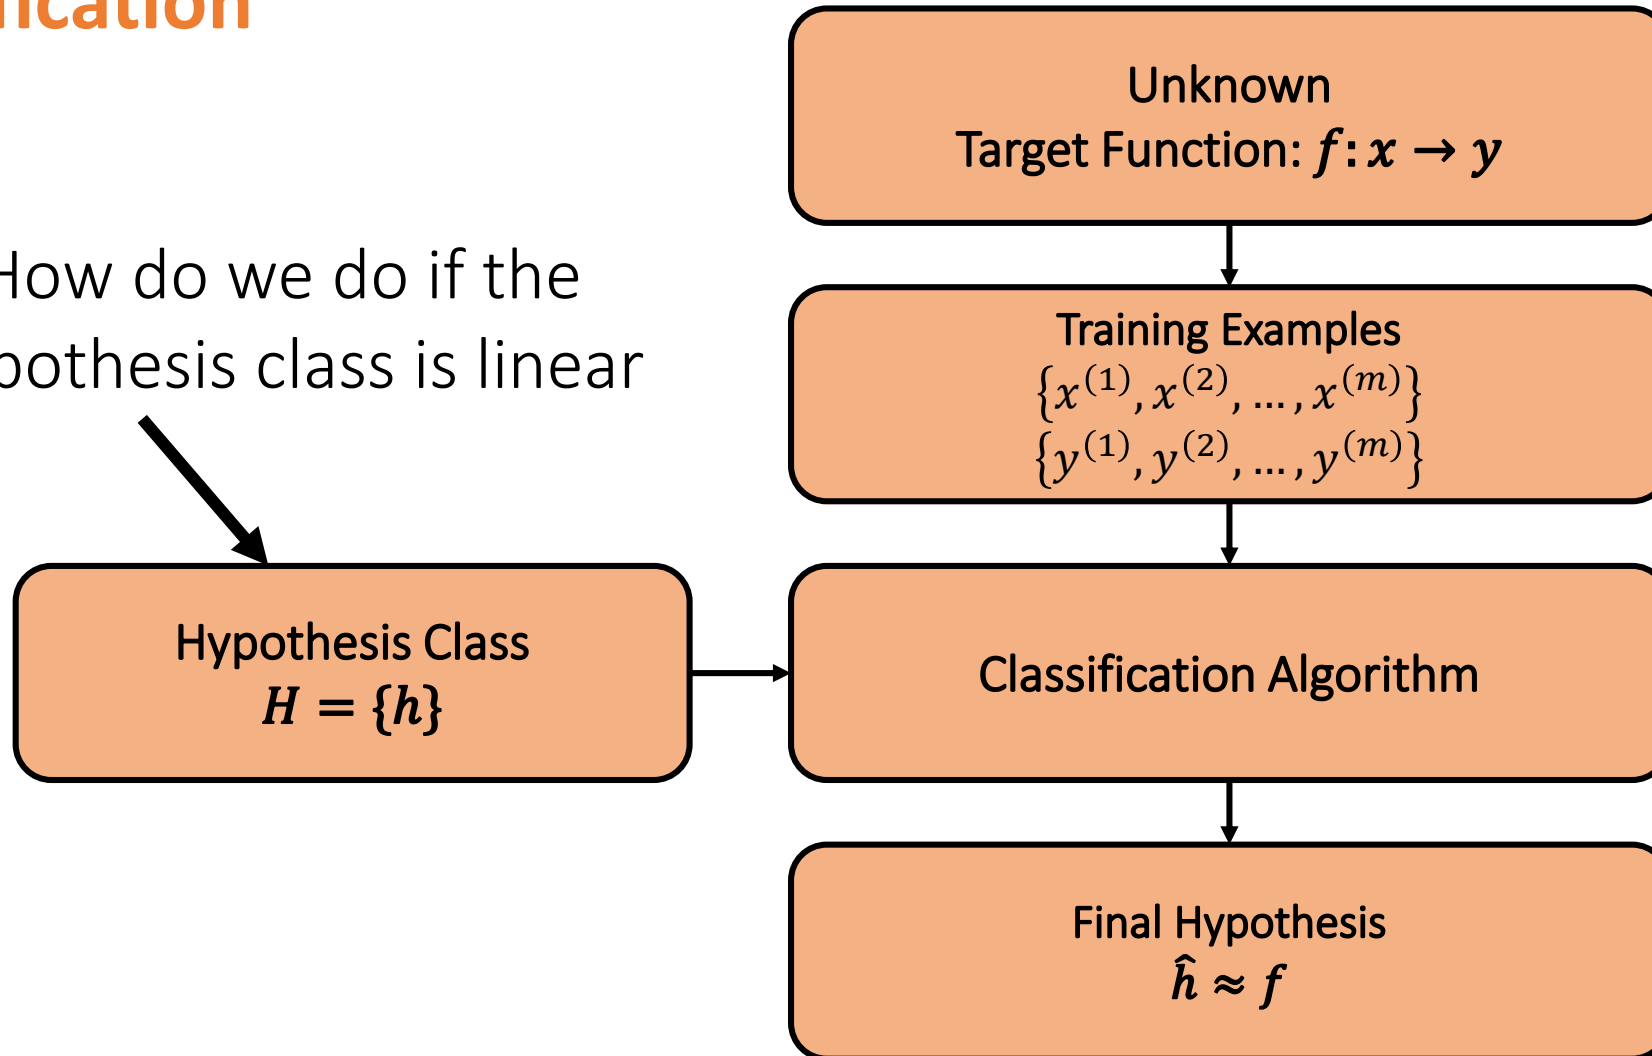 fication
Unknown
Target Function: f: x → y
How do we do if the
pothesis class is linear
Training Examples
{x^(1), x^(2), … , x^(m)}
{y^(1), y^(2), … , y^(m)}
Hypothesis Class
H = {h}
Classification Algorithm
Final Hypothesis
ĥ ≈ f